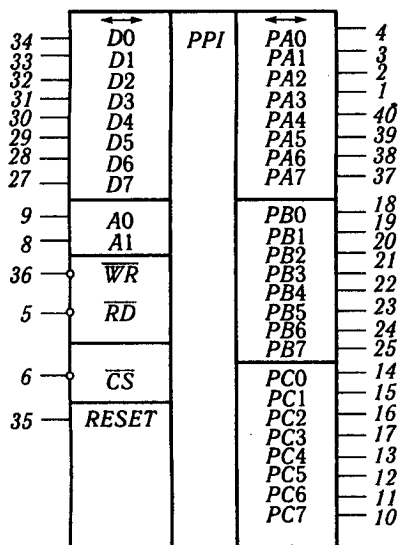 34 D0 PPI PA0 4
33 D1 PA1 3
32 D2 PA2 2
31 D3 PA3 1
30 D4 PA4 40
29 D5 PA5 39
28 D6 PA6 38
27 D7 PA7 37
9 A0 PB0 18
8 A1 PB1 19
36 WR PB2 20
5 RD PB3 21
6 CS PB4 22
35 RESET PB5 23
PB6 24
PB7 25
PC0 14
PC1 15
PC2 16
PC3 17
PC4 13
PC5 12
PC6 11
PC7 10